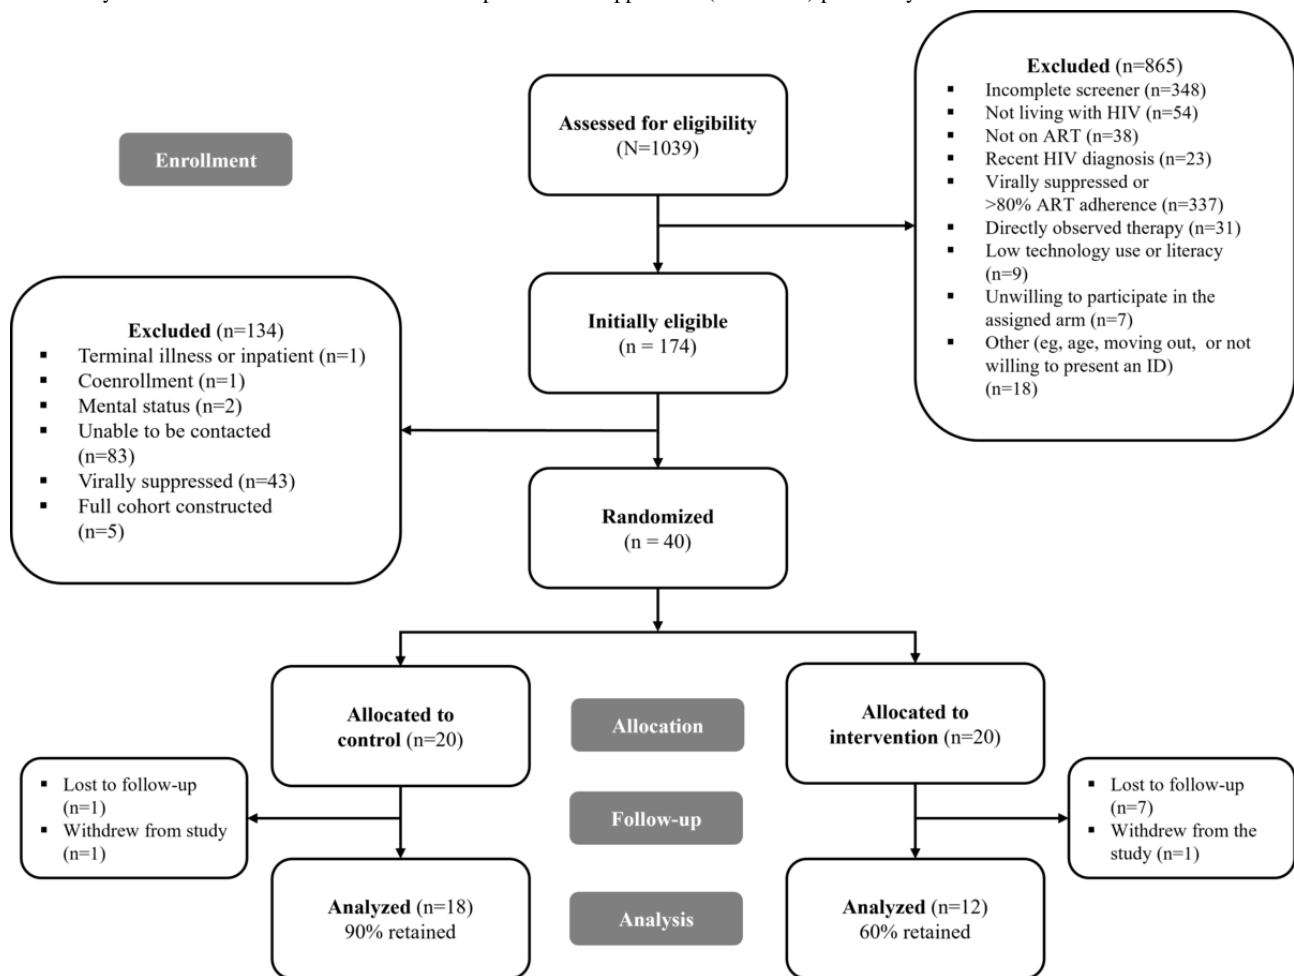 Assessed for eligibility
(N=1039)
Enrollment
Excluded (n=865)
▪ Incomplete screener (n=348)
▪ Not living with HIV (n=54)
▪ Not on ART (n=38)
▪ Recent HIV diagnosis (n=23)
▪ Virally suppressed or
>80% ART adherence (n=337)
▪ Directly observed therapy (n=31)
▪ Low technology use or literacy
(n=9)
▪ Unwilling to participate in the
assigned arm (n=7)
▪ Other (eg, age, moving out, or not
willing to present an ID)
(n=18)
Initially eligible
(n = 174)
Excluded (n=134)
▪ Terminal illness or inpatient (n=1)
▪ Coenrollment (n=1)
▪ Mental status (n=2)
▪ Unable to be contacted
(n=83)
▪ Virally suppressed (n=43)
▪ Full cohort constructed
(n=5)
Randomized
(n = 40)
Allocated to
control (n=20)
Allocation
Allocated to
intervention (n=20)
▪ Lost to follow-up
(n=1)
▪ Withdrew from study
(n=1)
Follow-up
▪ Lost to follow-up
(n=7)
▪ Withdrew from the
study (n=1)
Analyzed (n=18)
90% retained
Analysis
Analyzed (n=12)
60% retained